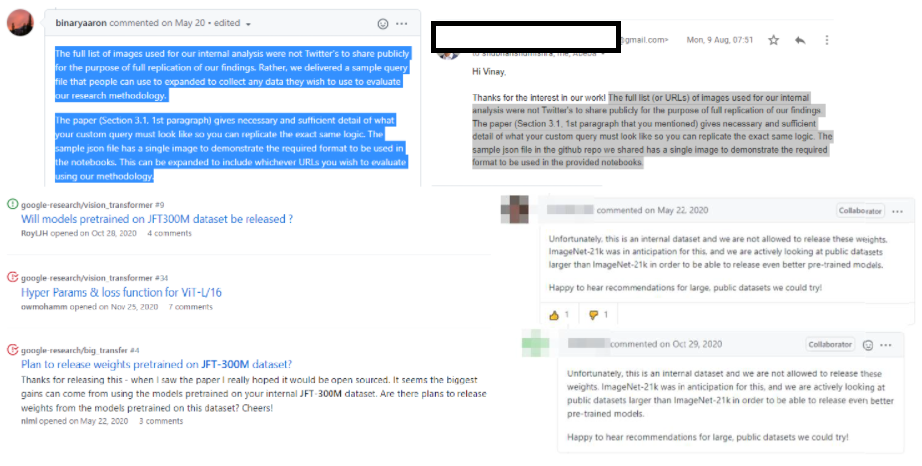 binaryaaron commented on May 20 • edited
The full list of images used for our internal analysis were not Twitter's to share publicly
for the purpose of full replication of our findings. Rather, we delivered a sample query
file that people can use to expanded to collect any data they wish to use to evaluate
our research methodology.
The paper (Section 3.1, 1st paragraph) gives necessary and sufficient detail of what
your custom query must look like so you can replicate the exact same logic. The
sample json file has a single image to demonstrate the required format to be used in
the notebooks. This can be expanded to include whichever URLs you wish to evaluate
using our methodology.
@gmail.com> Mon, 9 Aug, 07:51
Hi Vinay,
Thanks for the interest in our work! The full list (or URLs) of images used for our internal
analysis were not Twitter's to share publicly for the purpose of full replication of our findings.
The paper (Section 3.1, 1st paragraph that you mentioned) gives necessary and sufficient
detail of what your custom query must look like so you can replicate the exact same logic. The
sample json file in the github repo we shared has a single image to demonstrate the required
format to be used in the provided notebooks.
google-research/vision_transformer #9
Will models pretrained on JFT300M dataset be released ?
RoyLJH opened on Oct 28, 2020 4 comments
google-research/vision_transformer #34
Hyper Params & loss function for ViT-L/16
owmohamm opened on Nov 25, 2020 7 comments
google-research/big_transfer #4
Plan to release weights pretrained on JFT-300M dataset?
Thanks for releasing this - when I saw the paper I really hoped it would be open sourced. It seems the biggest
gains can come from using the models pretrained on your internal JFT-300M dataset. Are there plans to release
weights from the models pretrained on this dataset? Cheers!
opened on May 22, 2020 3 comments
commented on May 22, 2020 Collaborator
Unfortunately, this is an internal dataset and we are not allowed to release these weights.
ImageNet-21k was in anticipation for this, and we are actively looking at public datasets
larger than ImageNet-21k in order to be able to release even better pre-trained models.
Happy to hear recommendations for large, public datasets we could try!
1 1
commented on Oct 29, 2020 Collaborator
Unfortunately, this is an internal dataset and we are not allowed to release these
weights. ImageNet-21k was in anticipation for this, and we are actively looking at
public datasets larger than ImageNet-21k in order to be able to release even better
pre-trained models.
Happy to hear recommendations for large, public datasets we could try!